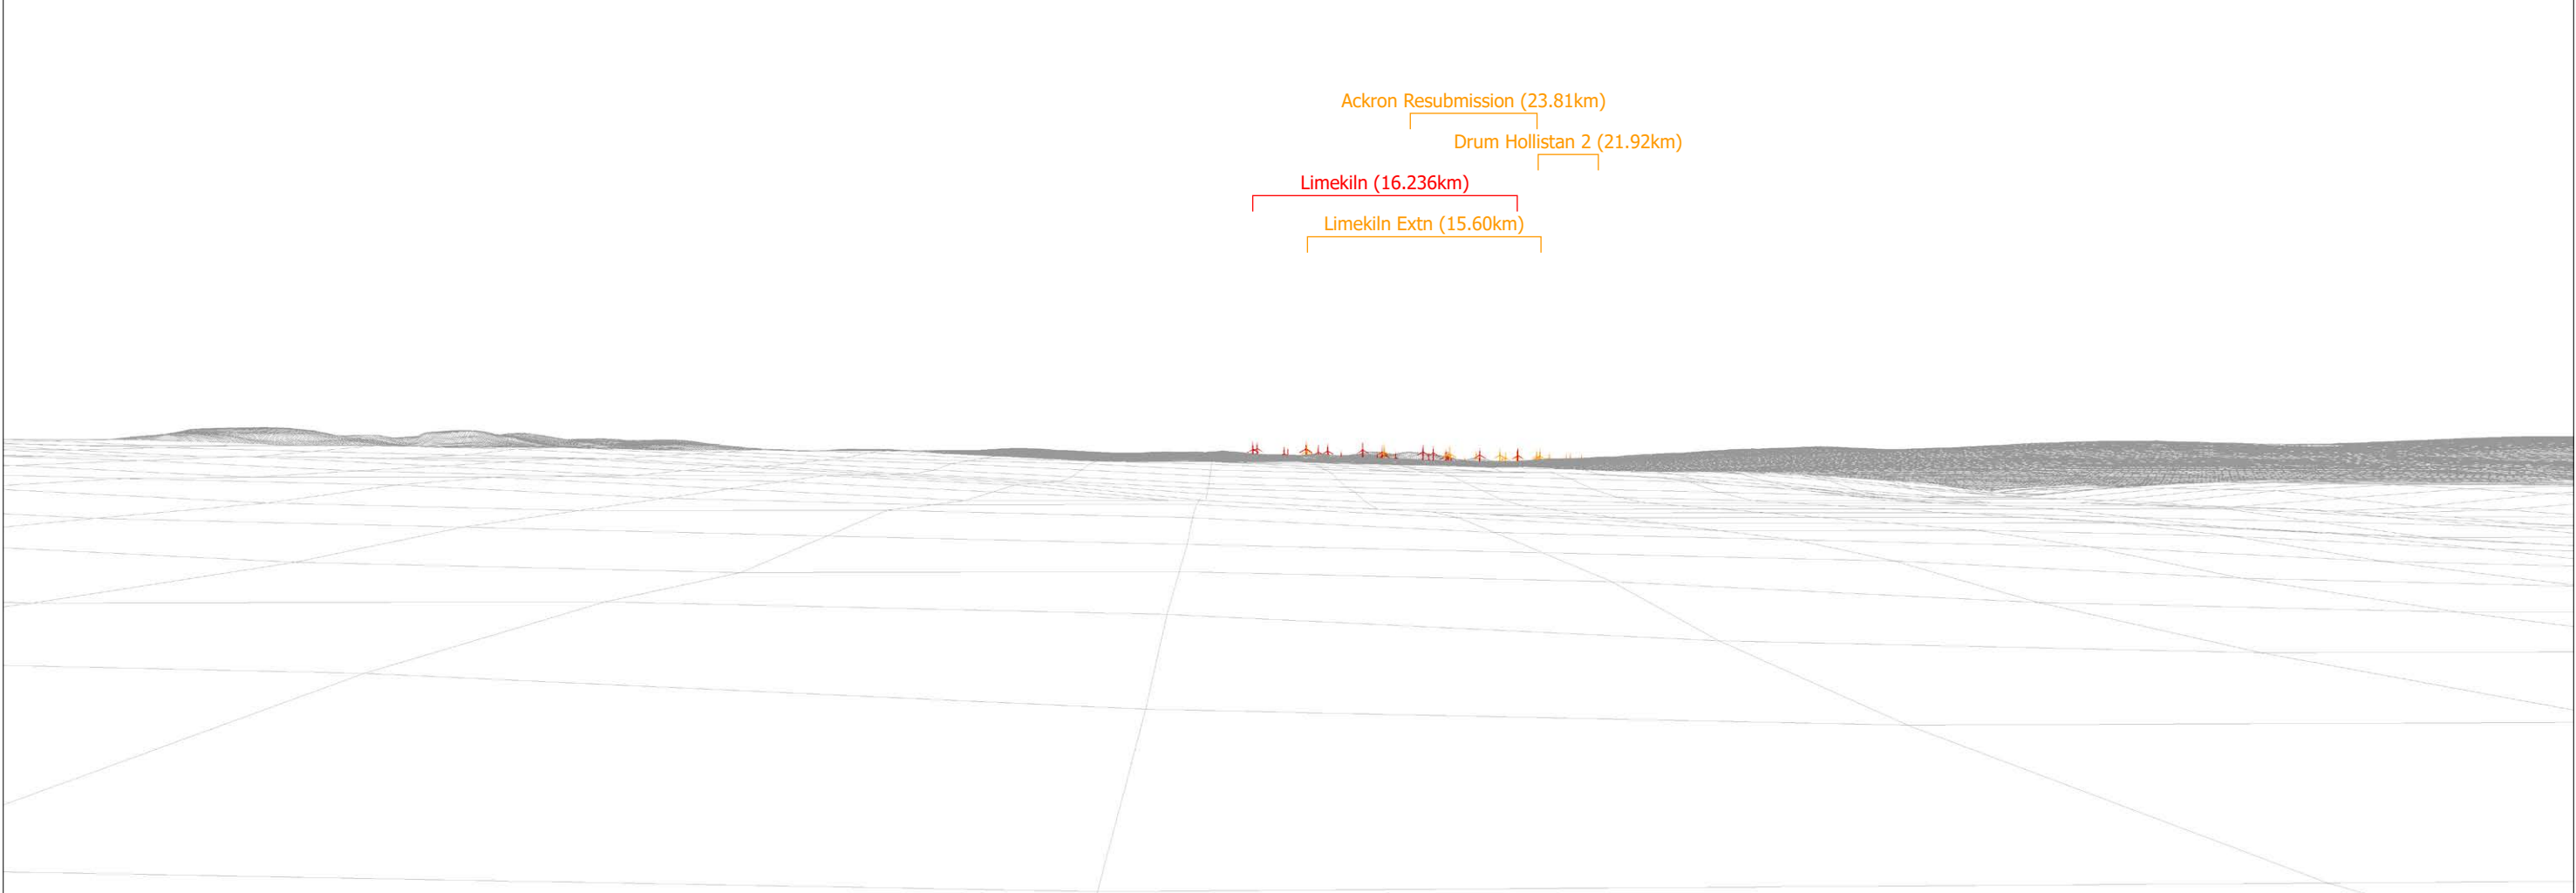 Ackron Resubmission (23.81km)
Drum Hollistan 2 (21.92km)
Limekiln (16.236km)
Limekiln Extn (15.60km)